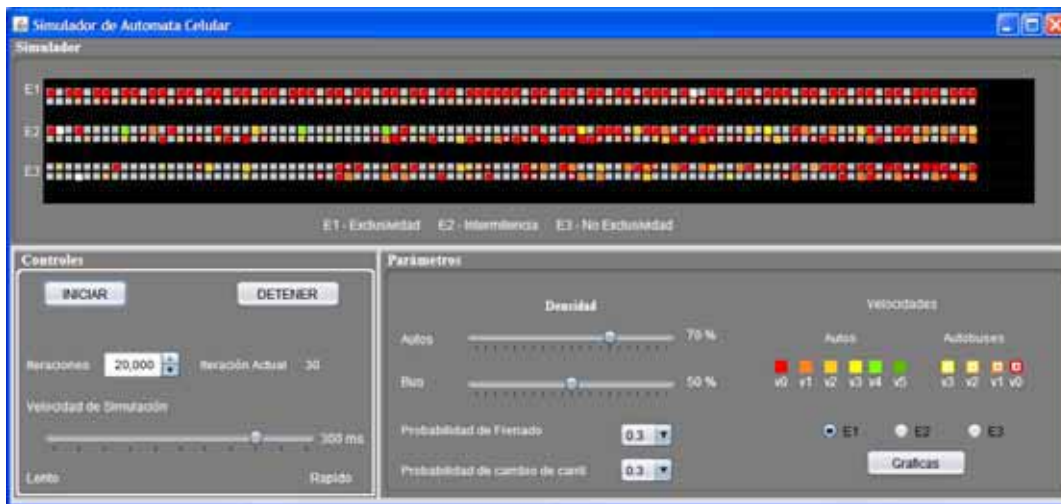 Simulador de Automata Celular
Simulador
E1
E2
E3
E1 - Exclusividad E2 - Intermitencia E3 - No Exclusividad
Controles
INICIAR DETENER
Iteraciones 20,000 Iteración Actual 30
Velocidad de Simulación
300 ms
Lento Rapido
Parámetros
Densidad
Autos 70 %
Bus 50 %
Probabilidad de Frenado 0.3
Probabilidad de cambio de carril 0.3
Velocidades
Autos Autobuses
v0 v1 v2 v3 v4 v5 v3 v2 v1 v0
E1 E2 E3
Graficas